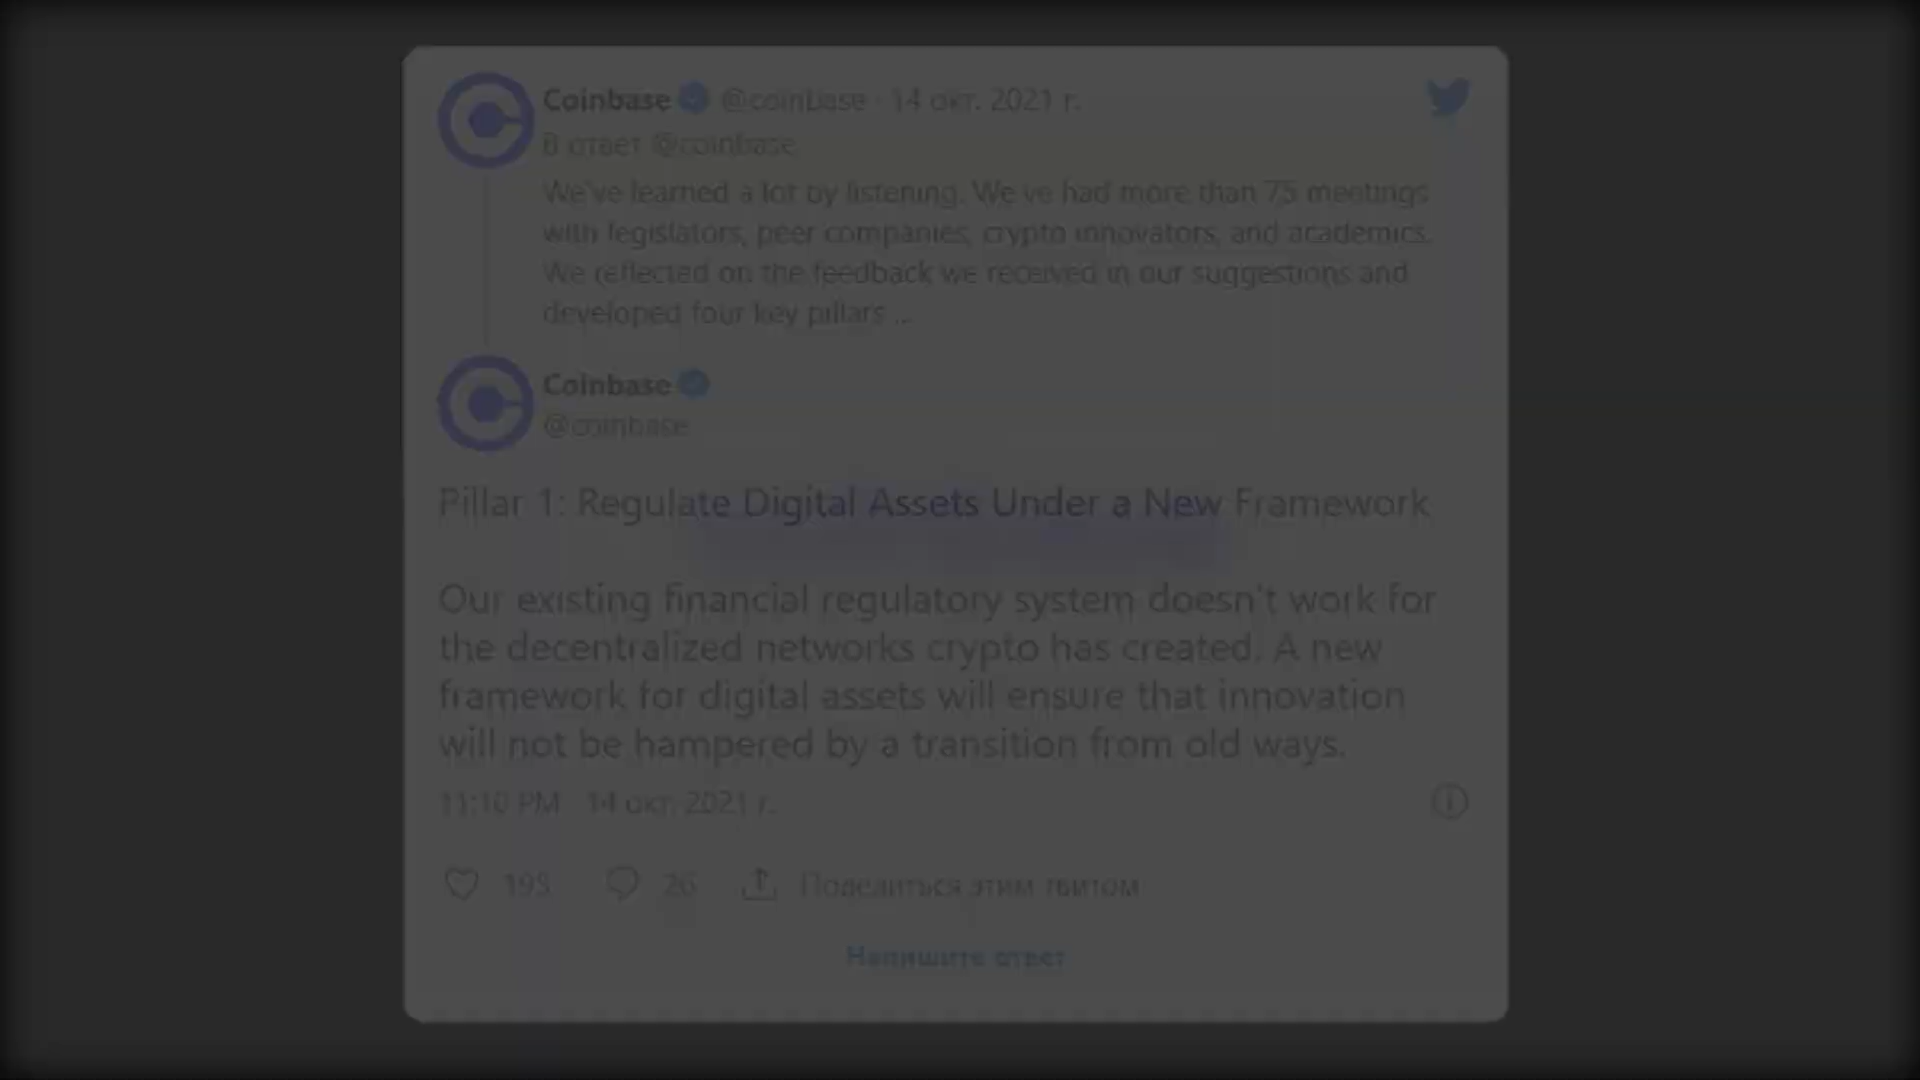 Coinbase @coinbase · 14 окт. 2021 г.
В ответ @coinbase
We've learned a lot by listening. We've had more than 75 meetings
with legislators, peer companies, crypto innovators, and academics.
We reflected on the feedback we received in our suggestions and
developed four key pillars ..
Coinbase
@coinbase
Pillar 1: Regulate Digital Assets Under a New Framework
Our existing financial regulatory system doesn't work for
the decentralized networks crypto has created. A new
framework for digital assets will ensure that innovation
will not be hampered by a transition from old ways.
11:10 PM · 14 окт. 2021 г.
195 26 Поделиться этим твитом
Напишите ответ